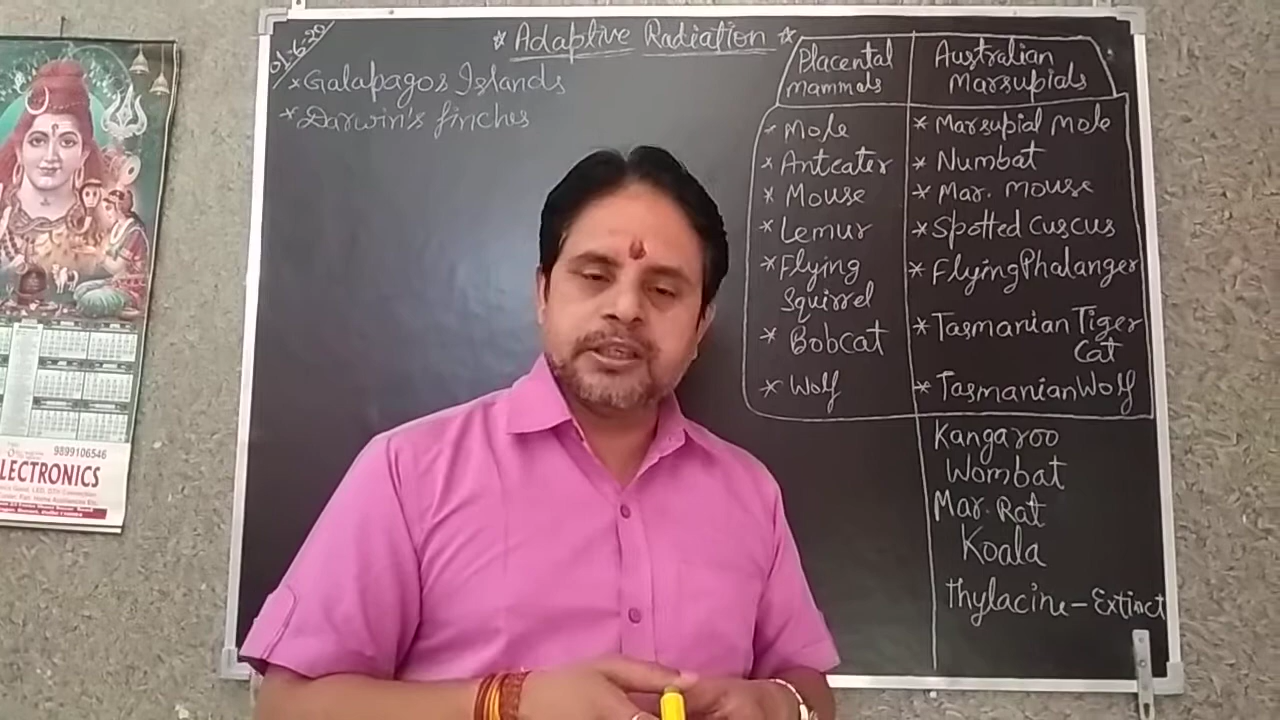 01-6-20
* Adaptive Radiation *
* Galapagos Islands
* Darwin's finches
Placental mammals
* Mole
* Anteater
* Mouse
* Lemur
* Flying
Squirrel
* Bobcat
* Wolf
Australian
Marsupials
* Marsupial Mole
* Numbat
* Mar. Mouse
* Spotted Cuscus
* Flying Phalanger
* Tasmanian Tiger
Cat
* Tasmanian Wolf
Kangaroo
Wombat
Mar. Rat
Koala
Thylacine – Extinct
9899106546
LECTRONICS